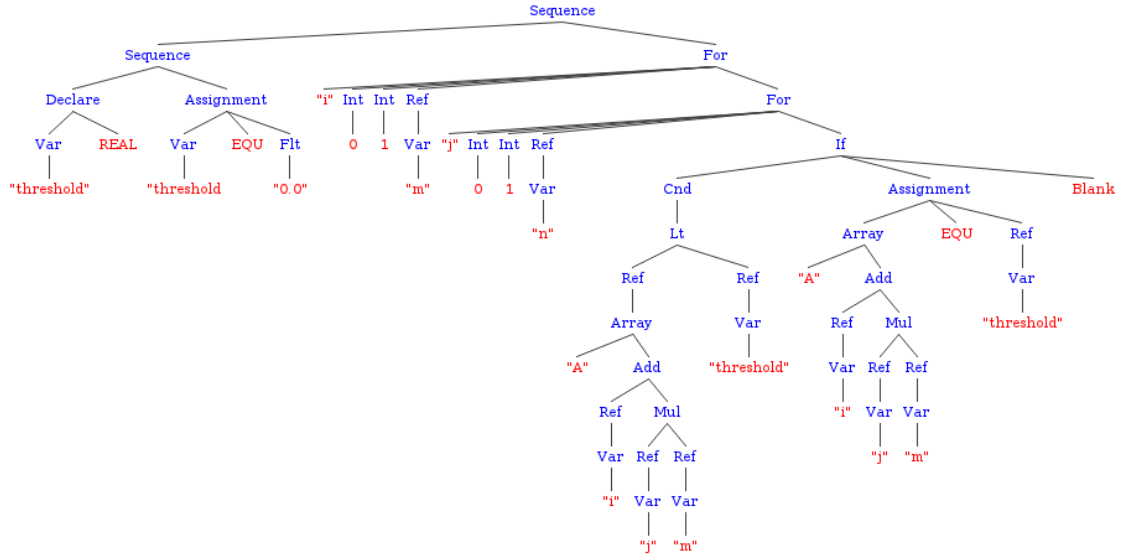 Sequence
Sequence For
Declare Assignment "i" Int Int Ref For
Var REAL Var EQU Flt 0 1 Var "j" Int Int Ref If
"threshold" "threshold "0.0" "m" 0 1 Var Cnd Assignment Blank
"n" Lt Array EQU Ref
Ref Ref "A" Add Var
Array Var Ref Mul "threshold"
"A" Add "threshold" Var Ref Ref
Ref Mul "i" Var Var
Var Ref Ref "j" "m"
"i" Var Var
"j" "m"